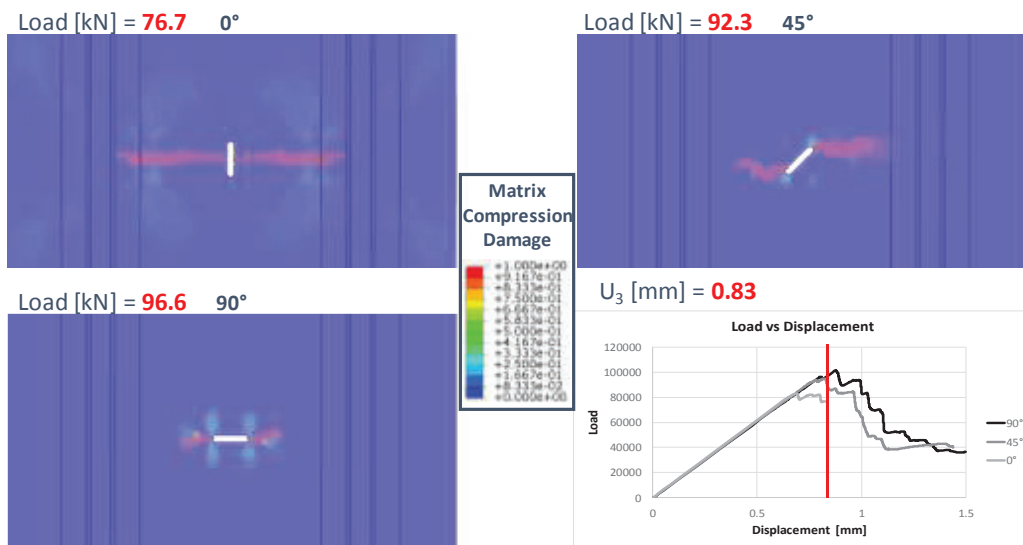 Load [kN] = 76.7 0°
Load [kN] = 92.3 45°
Matrix
Compression
Damage
+1.000e+00
+9.167e-01
+8.333e-01
+7.500e-01
+6.667e-01
+5.833e-01
+5.000e-01
+4.167e-01
+3.333e-01
+2.500e-01
+1.667e-01
+8.333e-02
+0.000e+00
Load [kN] = 96.6 90°
U3 [mm] = 0.83
Load vs Displacement
120000
100000
80000
60000
40000
20000
0
Load
0 0.5 1 1.5
Displacement [mm]
90°
45°
0°